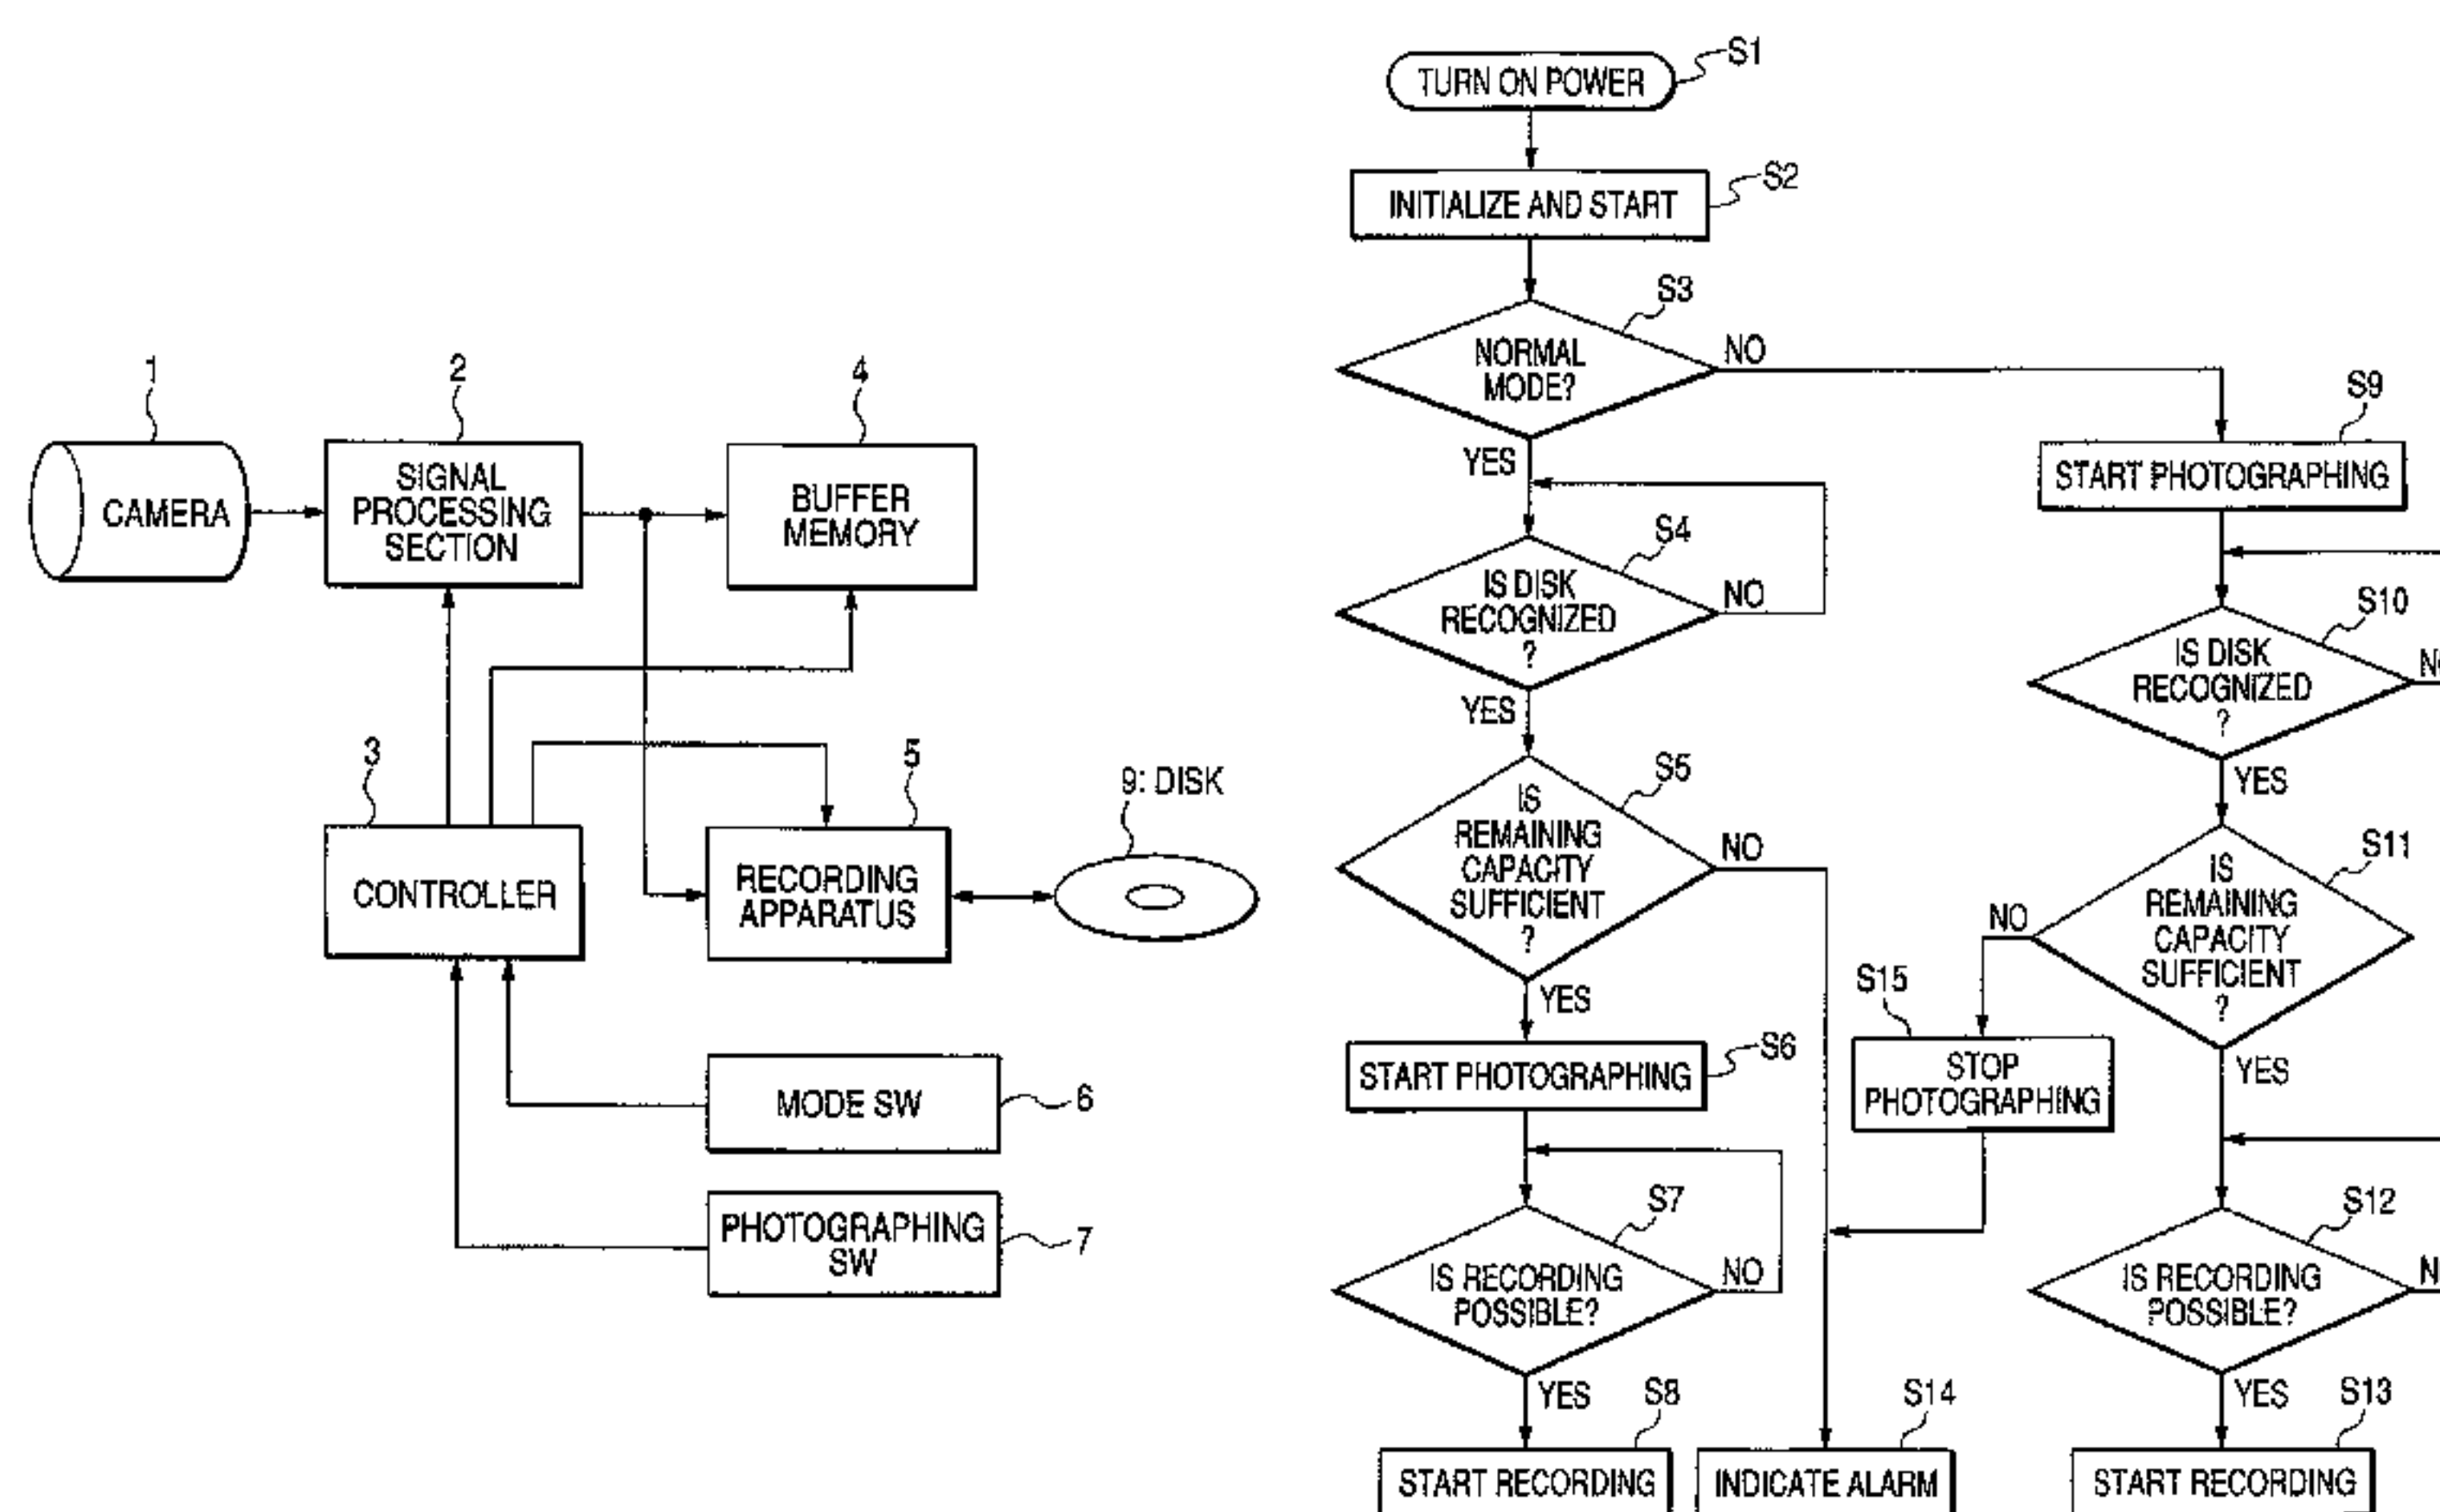 1
2
4
CAMERA
SIGNAL
PROCESSING
SECTION
BUFFER
MEMORY
3
5
9: DISK
CONTROLLER
RECORDING
APPARATUS
MODE SW
6
PHOTOGRAPHING
SW
7
TURN ON POWER
S1
INITIALIZE AND START
S2
S3
NORMAL
MODE?
NO
YES
S4
IS DISK
RECOGNIZED
?
NO
YES
S5
IS
REMAINING
CAPACITY
SUFFICIENT
?
NO
YES
START PHOTOGRAPHING
S6
S7
IS RECORDING
POSSIBLE?
NO
YES
S8
START RECORDING
S14
INDICATE ALARM
S9
START PHOTOGRAPHING
S10
IS DISK
RECOGNIZED
?
YES
S11
IS
REMAINING
CAPACITY
SUFFICIENT
?
NO
YES
S15
STOP
PHOTOGRAPHING
S12
IS RECORDING
POSSIBLE?
YES
S13
START RECORDING